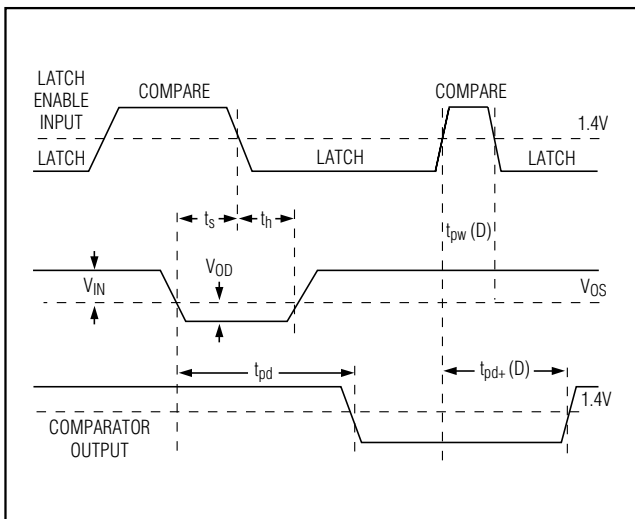 LATCH
ENABLE
INPUT
COMPARE
COMPARE
1.4V
LATCH
LATCH
LATCH
ts
th
tpw (D)
VIN
VOD
VOS
tpd
tpd+ (D)
1.4V
COMPARATOR
OUTPUT